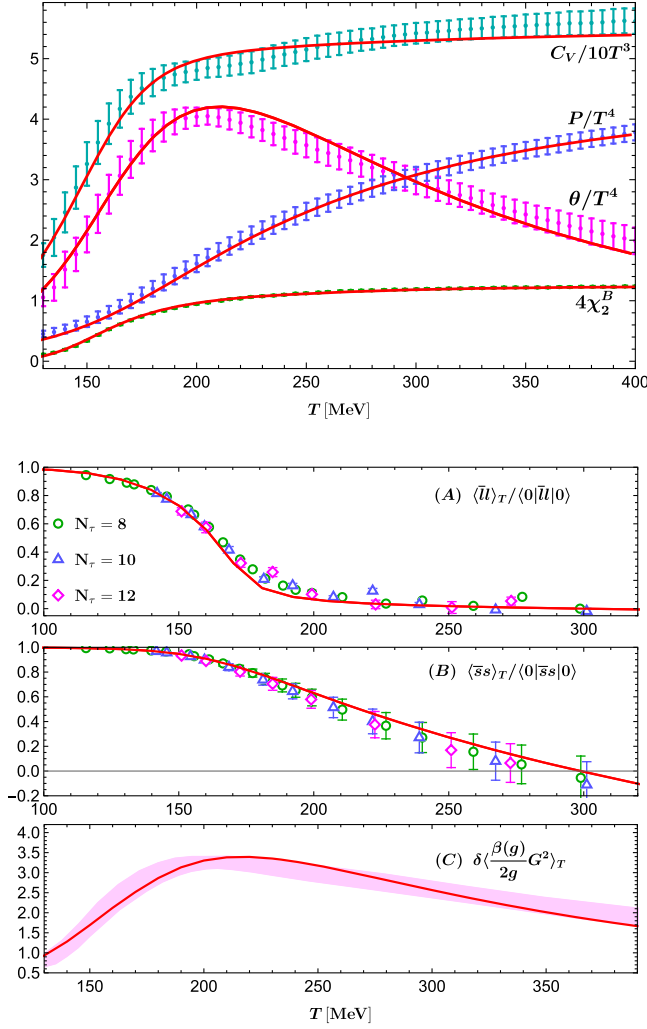 5
4
3
2
1
0
C_V/10T^3
P/T^4
θ/T^4
4χ_2^B
150 200 250 300 350 400
T [MeV]
1.0
0.8
0.6
0.4
0.2
0.0
(A) ⟨l̄l⟩_T/⟨0|l̄l|0⟩
N_τ = 8
N_τ = 10
N_τ = 12
100 150 200 250 300
1.0
0.8
0.6
0.4
0.2
0.0
−0.2
(B) ⟨s̄s⟩_T/⟨0|s̄s|0⟩
100 150 200 250 300
4.0
3.5
3.0
2.5
2.0
1.5
1.0
0.5
(C) δ⟨β(g)/2g G^2⟩_T
150 200 250 300 350
T [MeV]